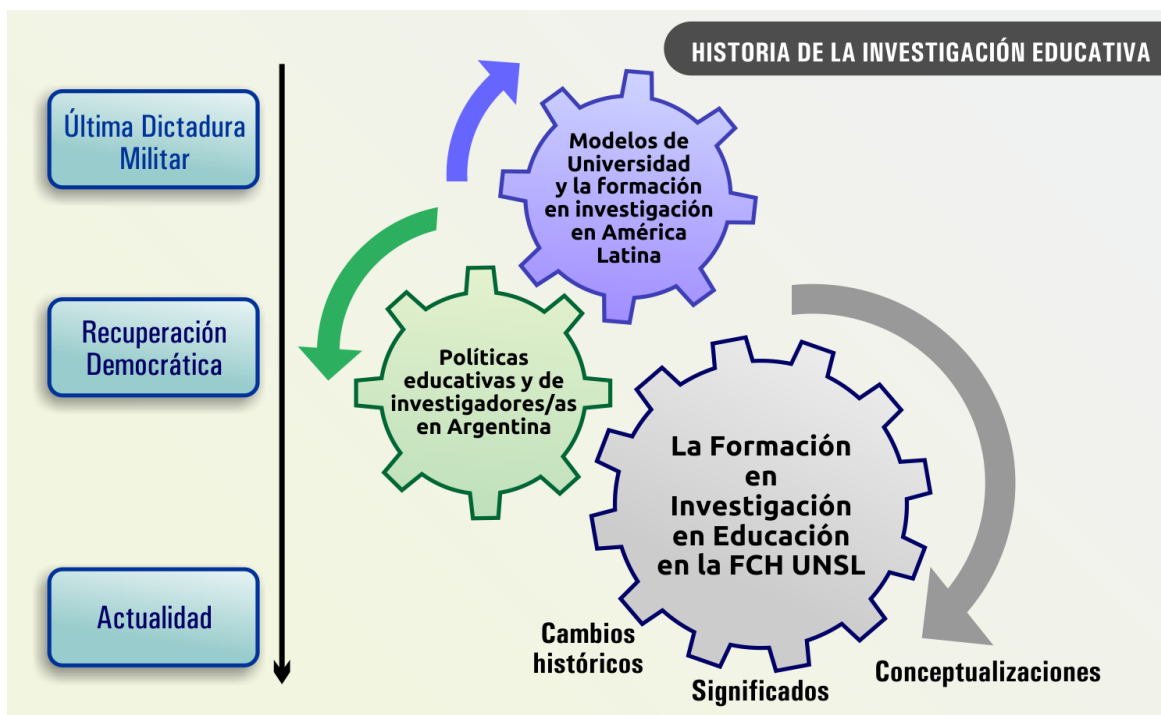 HISTORIA DE LA INVESTIGACIÓN EDUCATIVA
Última Dictadura
Militar
Recuperación
Democrática
Actualidad
Modelos de
Universidad
y la formación
en investigación
en América
Latina
Políticas
educativas y de
investigadores/as
en Argentina
La Formación
en
Investigación
en Educación
en la FCH UNSL
Cambios
históricos
Significados
Conceptualizaciones